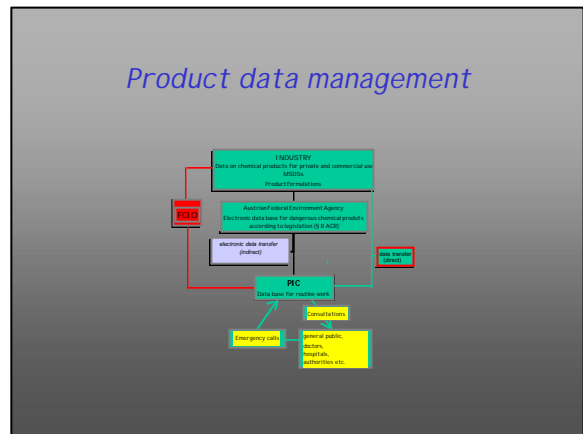 Product data management
INDUSTRY
Data on chemical products for private and commercial use
MSDSs
Product formulations
FCIO
Austrian Federal Environment Agency
Electronic data base for dangerous chemical produts
according to legislation (§ 8 ACR)
electronic data transfer
(indirect)
data transfer
(direct)
PIC
Data base for routine work
Consultations
Emergency calls
general public,
doctors,
hospitals,
authorities etc.